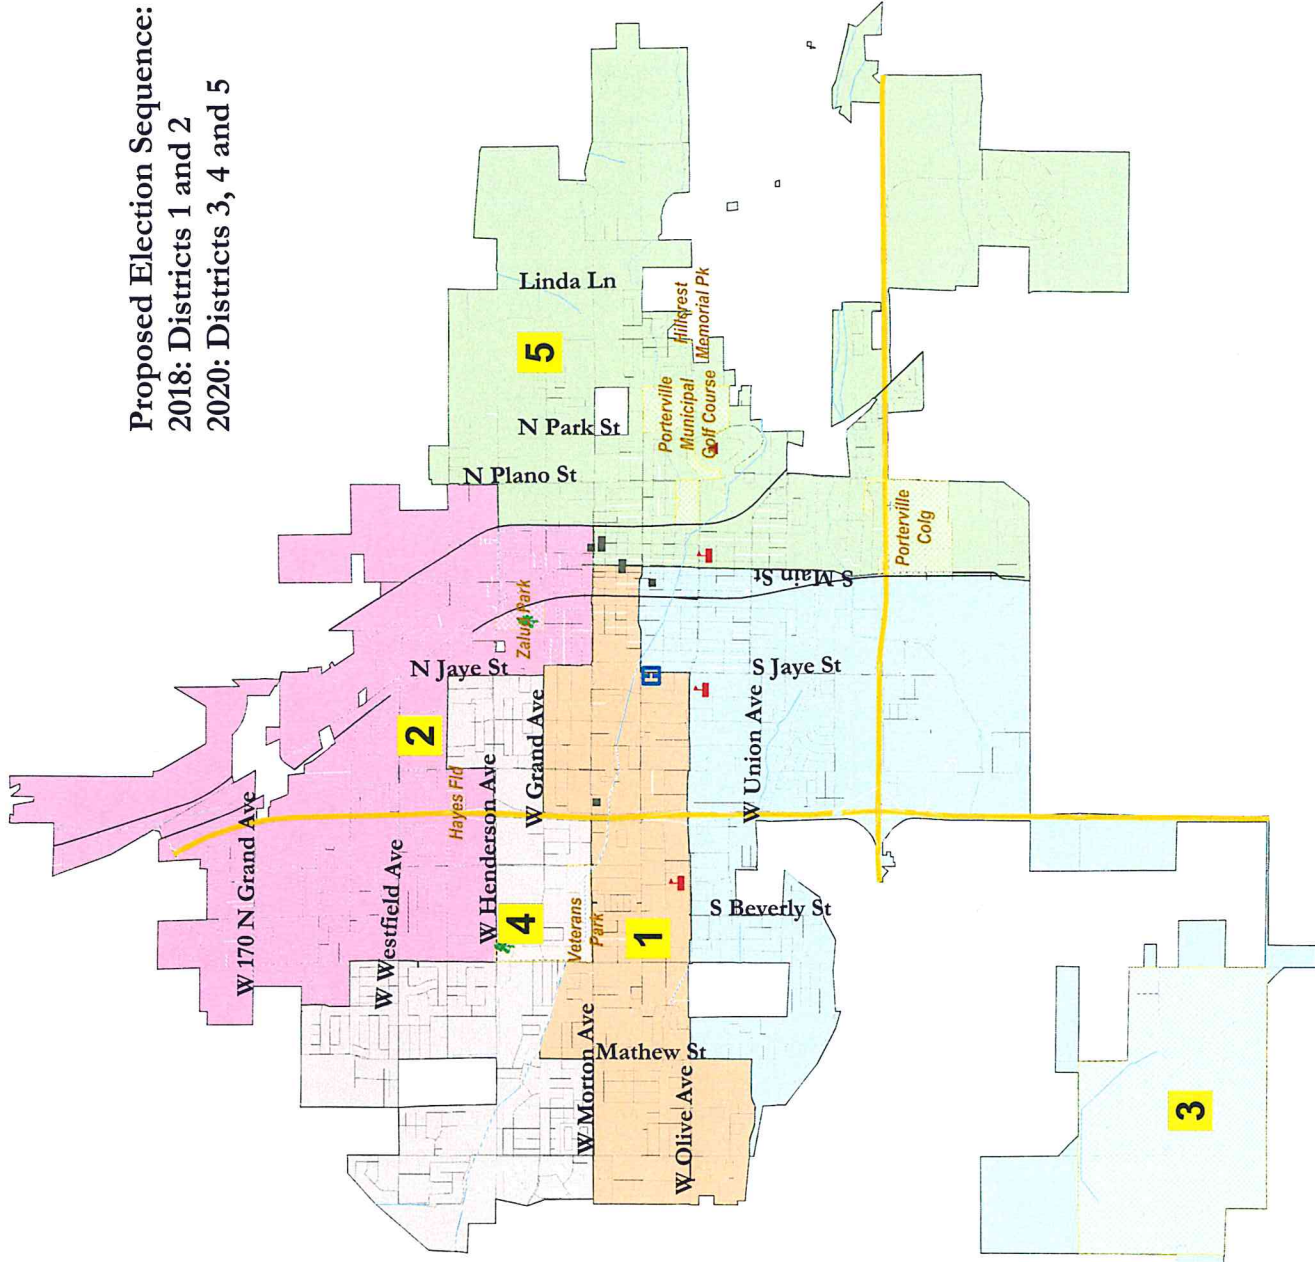 Proposed Election Sequence:
2018: Districts 1 and 2
2020: Districts 3, 4 and 5
Linda Ln
Hillcrest
Memorial Pk
5
Porterville
Municipal
Golf Course
N Park St
N Plano St
Porterville
Colg
S Main St
Zalud Park
N Jaye St
S Jaye St
2
W Grand Ave
W Union Ave
Hayes Fld
W Henderson Ave
W 170 N Grand Ave
W Westfield Ave
4
Veterans
Park
1
S Beverly St
H
Mathew St
W Morton Ave
W Olive Ave
3